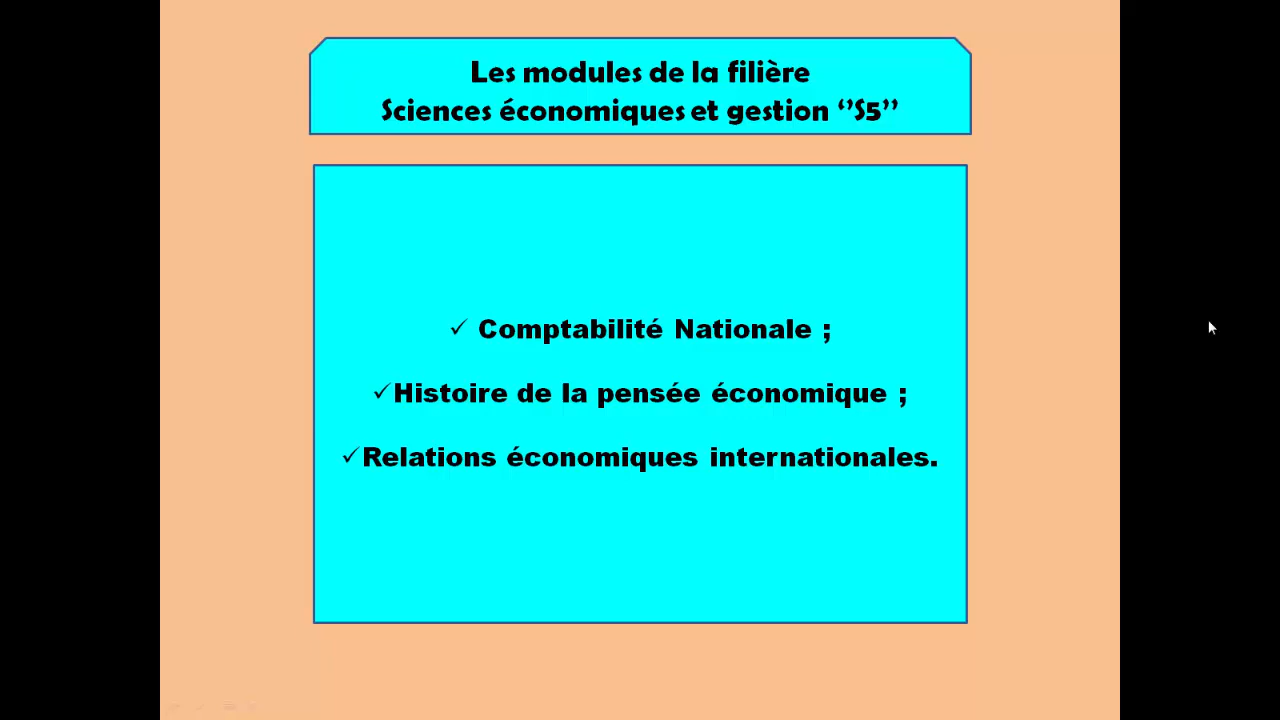 Les modules de la filière
Sciences économiques et gestion ‘’S5’’
✓ Comptabilité Nationale ;
✓Histoire de la pensée économique ;
✓Relations économiques internationales.